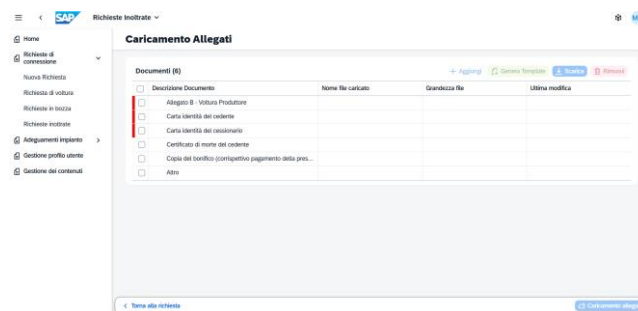 SAP Richieste Inoltrate
Home
Richieste di
connessione
Nuova Richiesta
Richiesta di voltura
Richieste in bozza
Richieste inoltrate
Adeguamenti impianto
Gestione profilo utente
Gestione dei contenuti
Caricamento Allegati
Documenti (6)
Aggiungi Genera Template Scarica Rimuovi
Descrizione Documento Nome file caricato Grandezza file Ultima modifica
Allegato B - Voltura Produttore
Carta identità del cedente
Carta identità del cessionario
Certificato di morte del cedente
Copia del bonifico (corrispettivo pagamento della pres...
Altro
Torna alla richiesta Caricamento allega